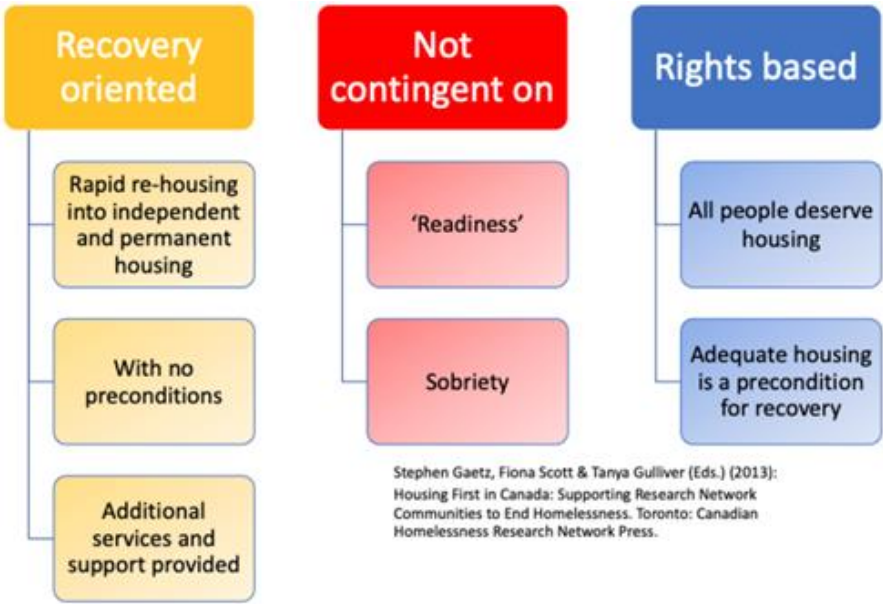 Recovery
oriented
Rapid re-housing
into independent
and permanent
housing
With no
preconditions
Additional
services and
support provided
Not
contingent on
‘Readiness’
Sobriety
Rights based
All people deserve
housing
Adequate housing
is a precondition
for recovery
Stephen Gaetz, Fiona Scott & Tanya Gulliver (Eds.) (2013):
Housing First in Canada: Supporting Research Network
Communities to End Homelessness. Toronto: Canadian
Homelessness Research Network Press.